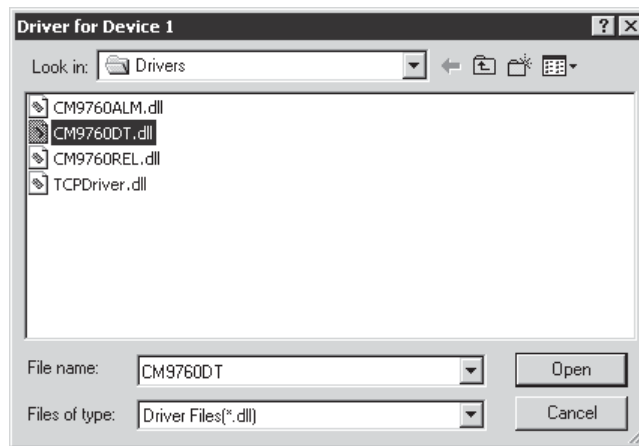 Driver for Device 1
Look in: Drivers
CM9760ALM.dll
CM9760DT.dll
CM9760REL.dll
TCPDriver.dll
File name: CM9760DT Open
Files of type: Driver Files(*.dll) Cancel